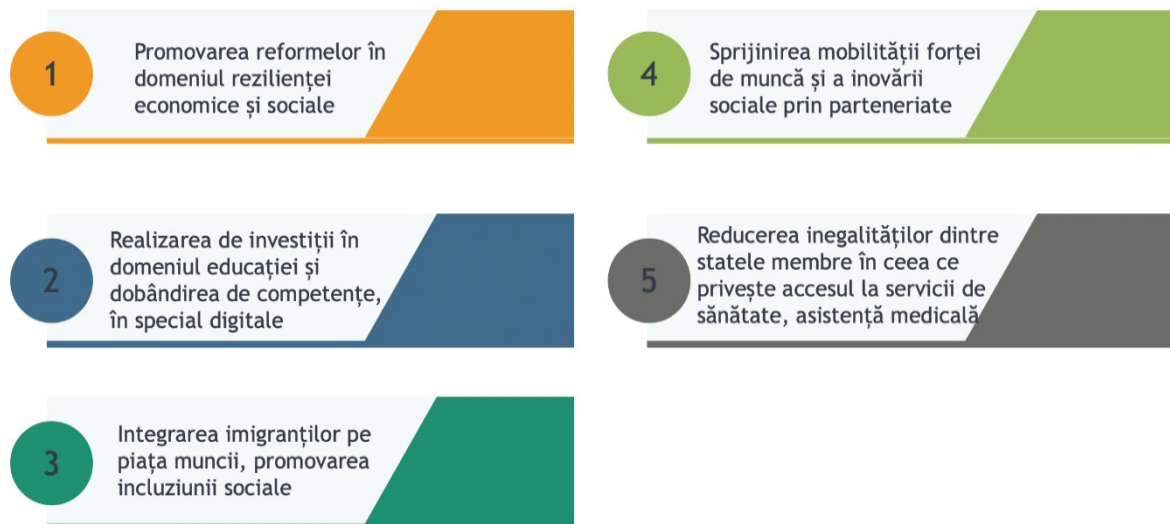 1
Promovarea reformelor în
domeniul rezilienței
economice și sociale
2
Realizarea de investiții în
domeniul educației și
dobândirea de competențe,
în special digitale
3
Integrarea imigranților pe
piața muncii, promovarea
incluziunii sociale
4
Sprijinirea mobilității forței
de muncă și a inovării
sociale prin parteneriate
5
Reducerea inegalităților dintre
statele membre în ceea ce
privește accesul la servicii de
sănătate, asistență medicală